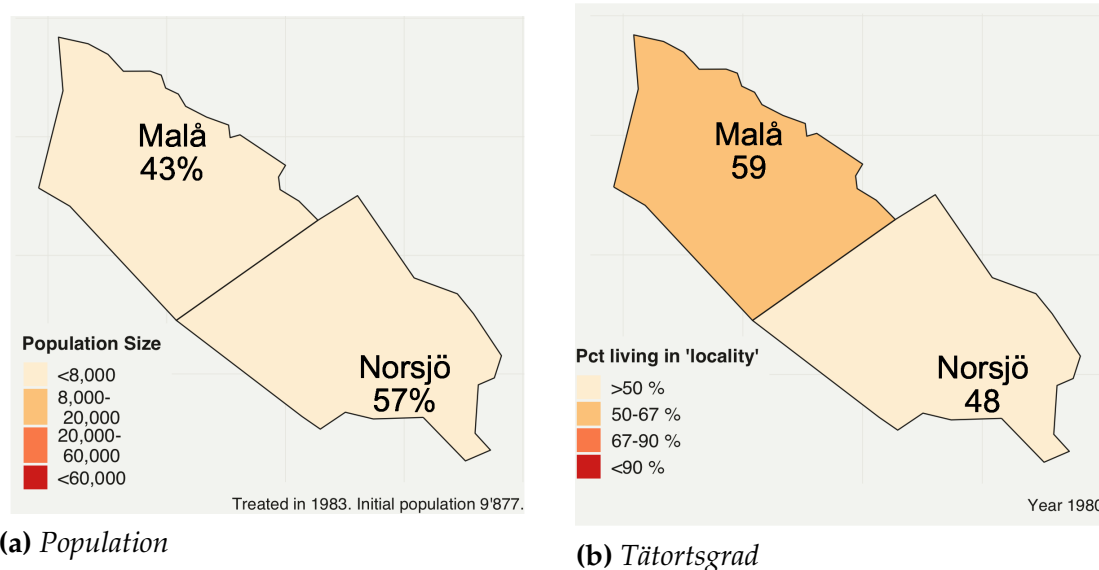 Malå
43%
Norsjö
57%
Population Size
<8,000
8,000-
20,000
20,000-
60,000
<60,000
Treated in 1983. Initial population 9'877.
(a) Population
Malå
59
Norsjö
48
Pct living in 'locality'
>50 %
50-67 %
67-90 %
<90 %
Year 1980
(b) Tätortsgrad